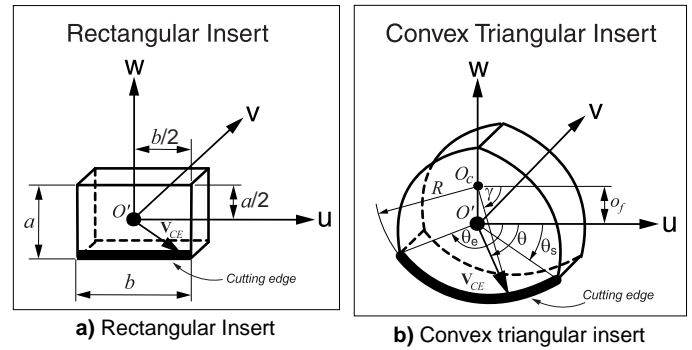 Rectangular Insert
w
v
b/2
a
a/2
O'
u
V_CE
Cutting edge
b
a) Rectangular Insert
Convex Triangular Insert
w
v
R
O_c
γ
O'
o_f
u
θ_e
θ
θ_s
V_CE
Cutting edge
b) Convex triangular insert